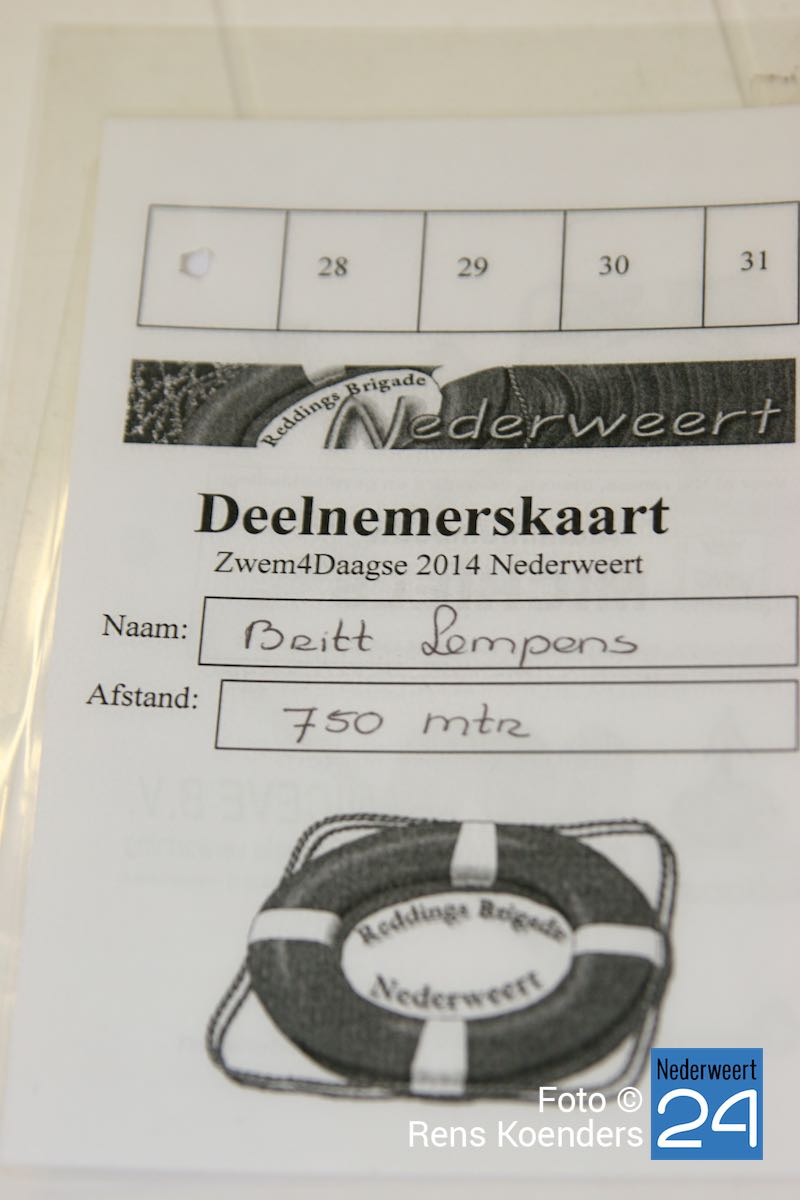 28 29 30 31
Reddings Brigade
Nederweert
Deelnemerskaart
Zwem4Daagse 2014 Nederweert
Naam: Britt Lempens
Afstand: 750 mtr
Reddings Brigade
Nederweert
Foto ©
Rens Koenders
Nederweert
24